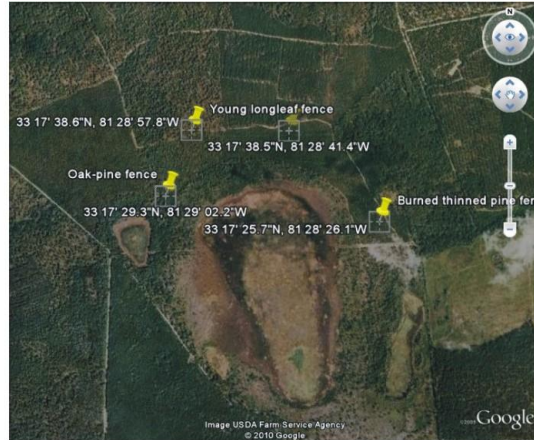 N
Young longleaf fence
33 17' 38.6"N, 81 28' 57.8"W
33 17' 38.5"N, 81 28' 41.4"W
Oak-pine fence
33 17' 29.3"N, 81 29' 02.2"W
Burned thinned pine fer
33 17' 25.7"N, 81 28' 26.1"W
Image USDA Farm Service Agency
© 2010 Google
©2009 Google